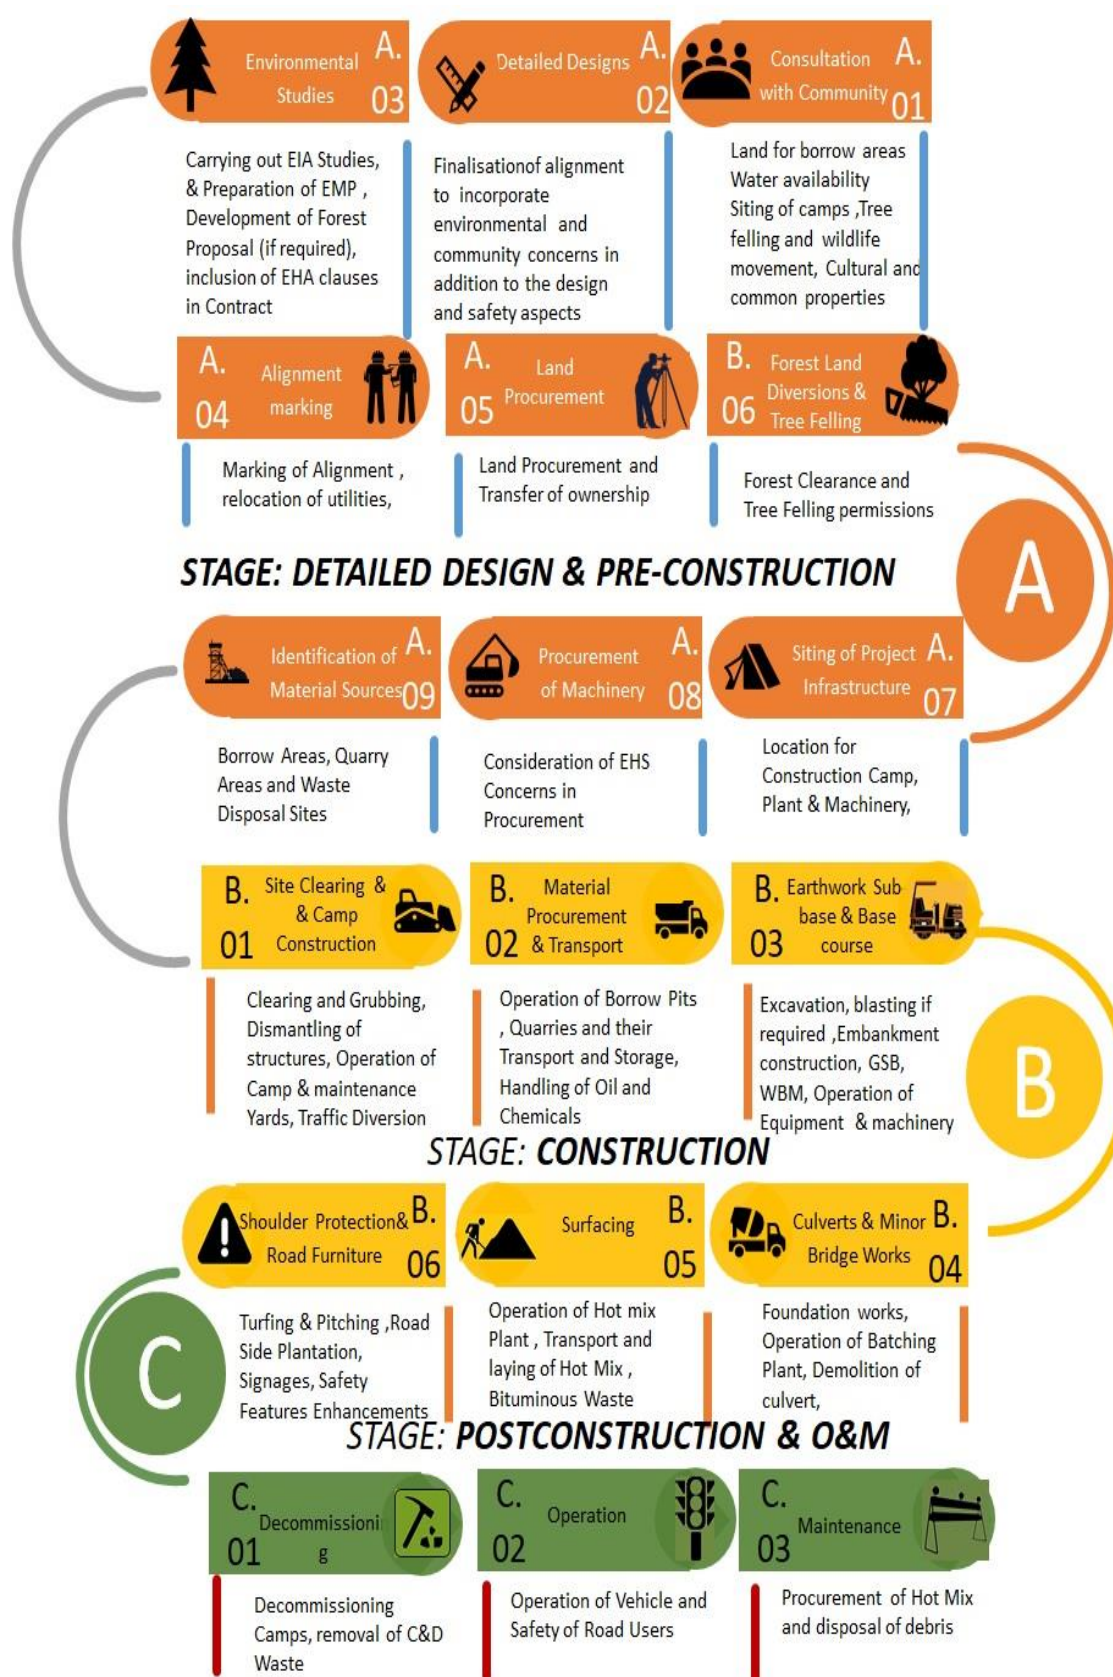 A.
03
Environmental
Studies
Carrying out EIA Studies,
& Preparation of EMP ,
Development of Forest
Proposal (if required),
inclusion of EHA clauses
in Contract
A.
02
Detailed Designs
Finalisationof alignment
to incorporate
environmental and
community concerns in
addition to the design
and safety aspects
A.
01
Consultation
with Community
Land for borrow areas
Water availability
Siting of camps ,Tree
felling and wildlife
movement, Cultural and
common properties
A.
04
Alignment
marking
Marking of Alignment ,
relocation of utilities,
A.
05
Land
Procurement
Land Procurement and
Transfer of ownership
B.
06
Forest Land
Diversions &
Tree Felling
Forest Clearance and
Tree Felling permissions
A
STAGE: DETAILED DESIGN & PRE-CONSTRUCTION
A.
09
Identification of
Material Sources
Borrow Areas, Quarry
Areas and Waste
Disposal Sites
A.
08
Procurement
of Machinery
Consideration of EHS
Concerns in
Procurement
A.
07
Siting of Project
Infrastructure
Location for
Construction Camp,
Plant & Machinery,
B.
01
Site Clearing &
& Camp
Construction
Clearing and Grubbing,
Dismantling of
structures, Operation of
Camp & maintenance
Yards, Traffic Diversion
B.
02
Material
Procurement
& Transport
Operation of Borrow Pits
, Quarries and their
Transport and Storage,
Handling of Oil and
Chemicals
B.
03
Earthwork Sub
base & Base
course
Excavation, blasting if
required ,Embankment
construction, GSB,
WBM, Operation of
Equipment & machinery
B
STAGE: CONSTRUCTION
B.
06
Shoulder Protection&
Road Furniture
Turfing & Pitching ,Road
Side Plantation,
Signages, Safety
Features Enhancements
B.
05
Surfacing
Operation of Hot mix
Plant , Transport and
laying of Hot Mix ,
Bituminous Waste
B.
04
Culverts & Minor
Bridge Works
Foundation works,
Operation of Batching
Plant, Demolition of
culvert,
C
STAGE: POSTCONSTRUCTION & O&M
C.
01
Decommissionin
g
Decommissioning
Camps, removal of C&D
Waste
C.
02
Operation
Operation of Vehicle and
Safety of Road Users
C.
03
Maintenance
Procurement of Hot Mix
and disposal of debris